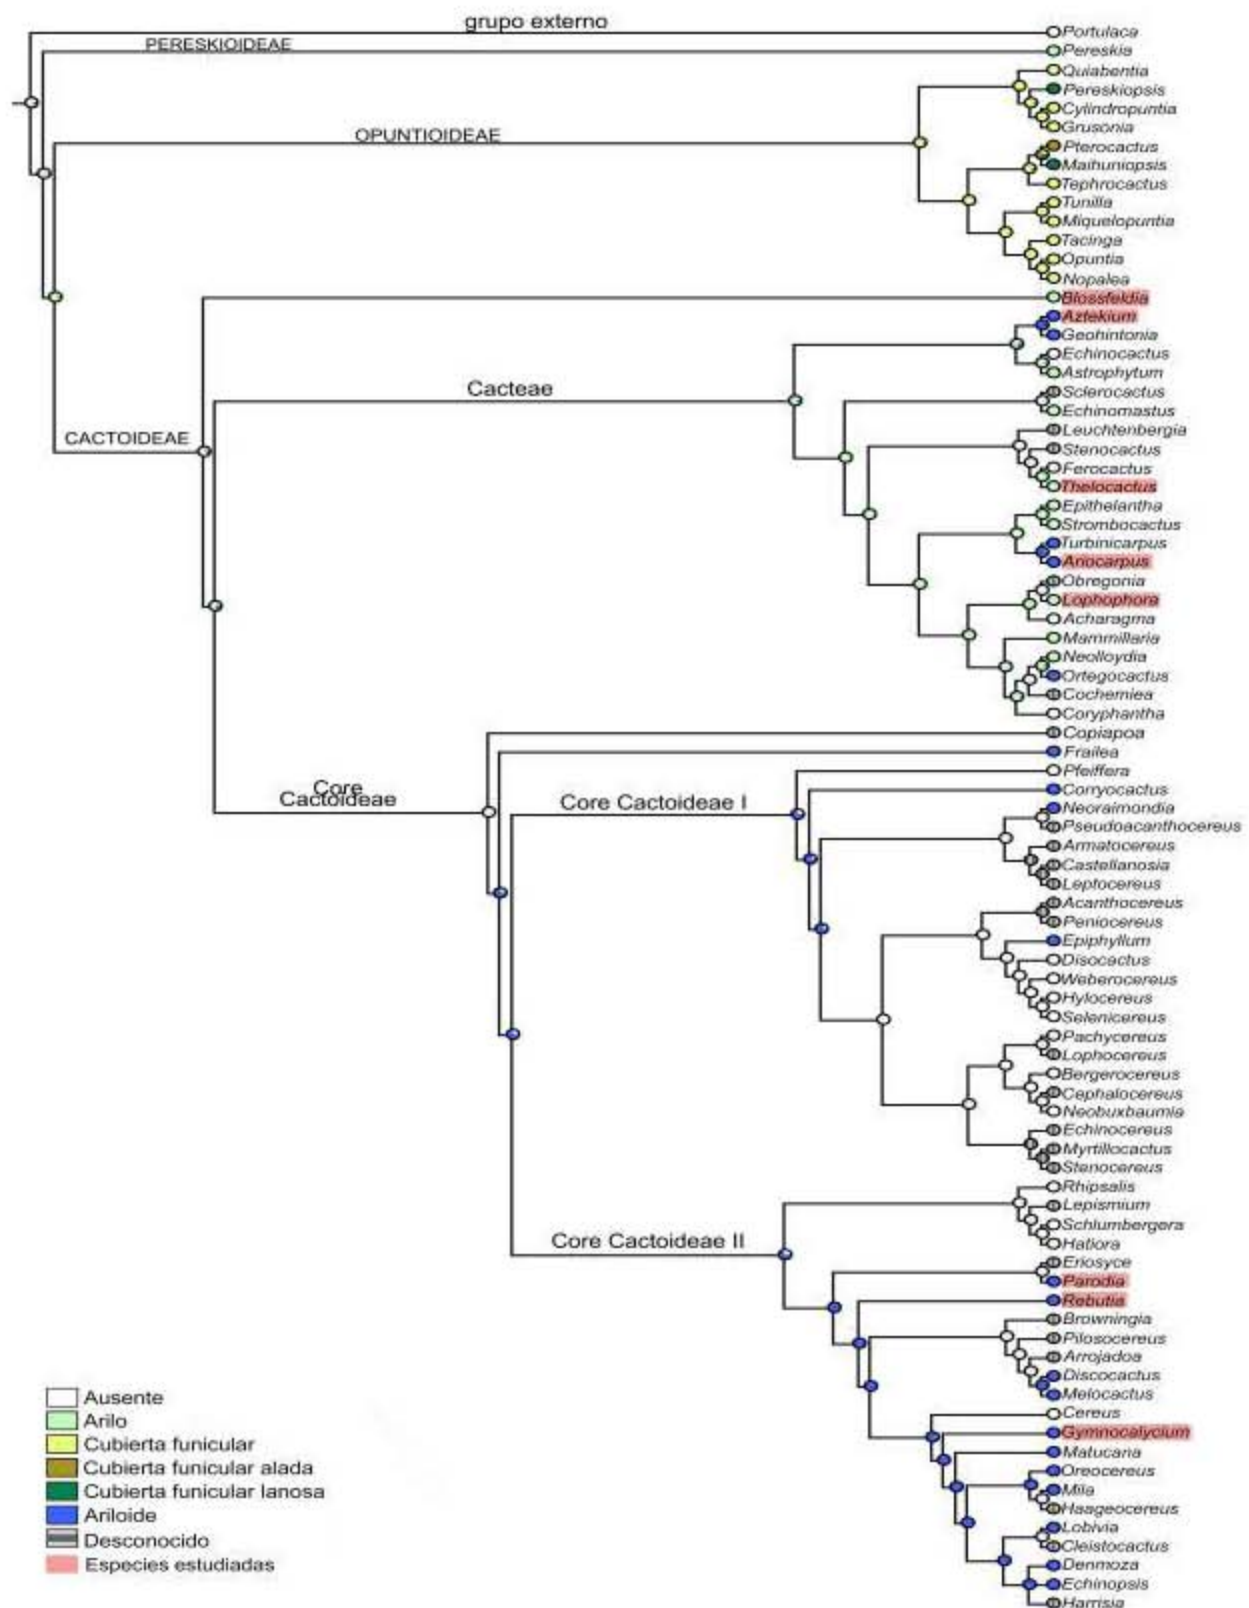 grupo externo
Portulaca
PERESKIOIDEAE
Pereskia
Quiabentia
Pereskiopsis
Cylindropuntia
Grusonia
OPUNTIOIDEAE
Pterocactus
Maihuniopsis
Tephrocactus
Tunilla
Miquelopuntia
Tacinga
Opuntia
Nopalea
Blossfeldia
Aztekium
Geohintonia
Echinocactus
Astrophytum
Cacteae
Sclerocactus
Echinomastus
CACTOIDEAE
Leuchtenbergia
Stenocactus
Ferocactus
Thelocactus
Epithelantha
Strombocactus
Turbinicarpus
Ariocarpus
Obregonia
Lophophora
Acharagma
Mammillaria
Neolloydia
Ortegocactus
Cochemiea
Coryphantha
Copiapoa
Frailea
Core
Cactoideae
Pfeiffera
Core Cactoideae I
Corryocactus
Neoraimondia
Pseudoacanthocereus
Armatocereus
Castellanosia
Leptocereus
Acanthocereus
Peniocereus
Epiphyllum
Disocactus
Weberocereus
Hylocereus
Selenicereus
Pachycereus
Lophocereus
Bergerocereus
Cephalocereus
Neobuxbaumia
Echinocereus
Myrtillocactus
Stenocereus
Rhipsalis
Lepismium
Schlumbergera
Hatiora
Core Cactoideae II
Eriosyce
Parodia
Rebutia
Browningia
Pilosocereus
Arrojadoa
Discocactus
Melocactus
Cereus
Gymnocalycium
Matucana
Oreocereus
Mila
Haageocereus
Lobivia
Cleistocactus
Denmoza
Echinopsis
Harrisia
Ausente
Arilo
Cubierta funicular
Cubierta funicular alada
Cubierta funicular lanosa
Ariloide
Desconocido
Especies estudiadas